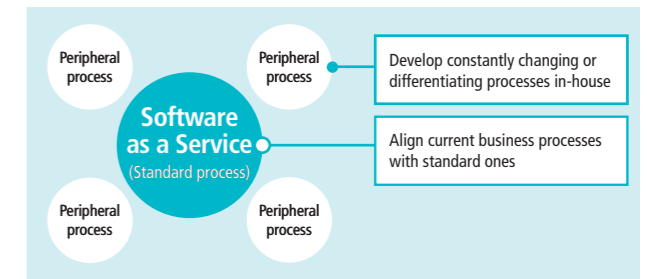 Peripheral
process
Peripheral
process
Develop constantly changing or
differentiating processes in-house
Software
as a Service
(Standard process)
Align current business processes
with standard ones
Peripheral
process
Peripheral
process